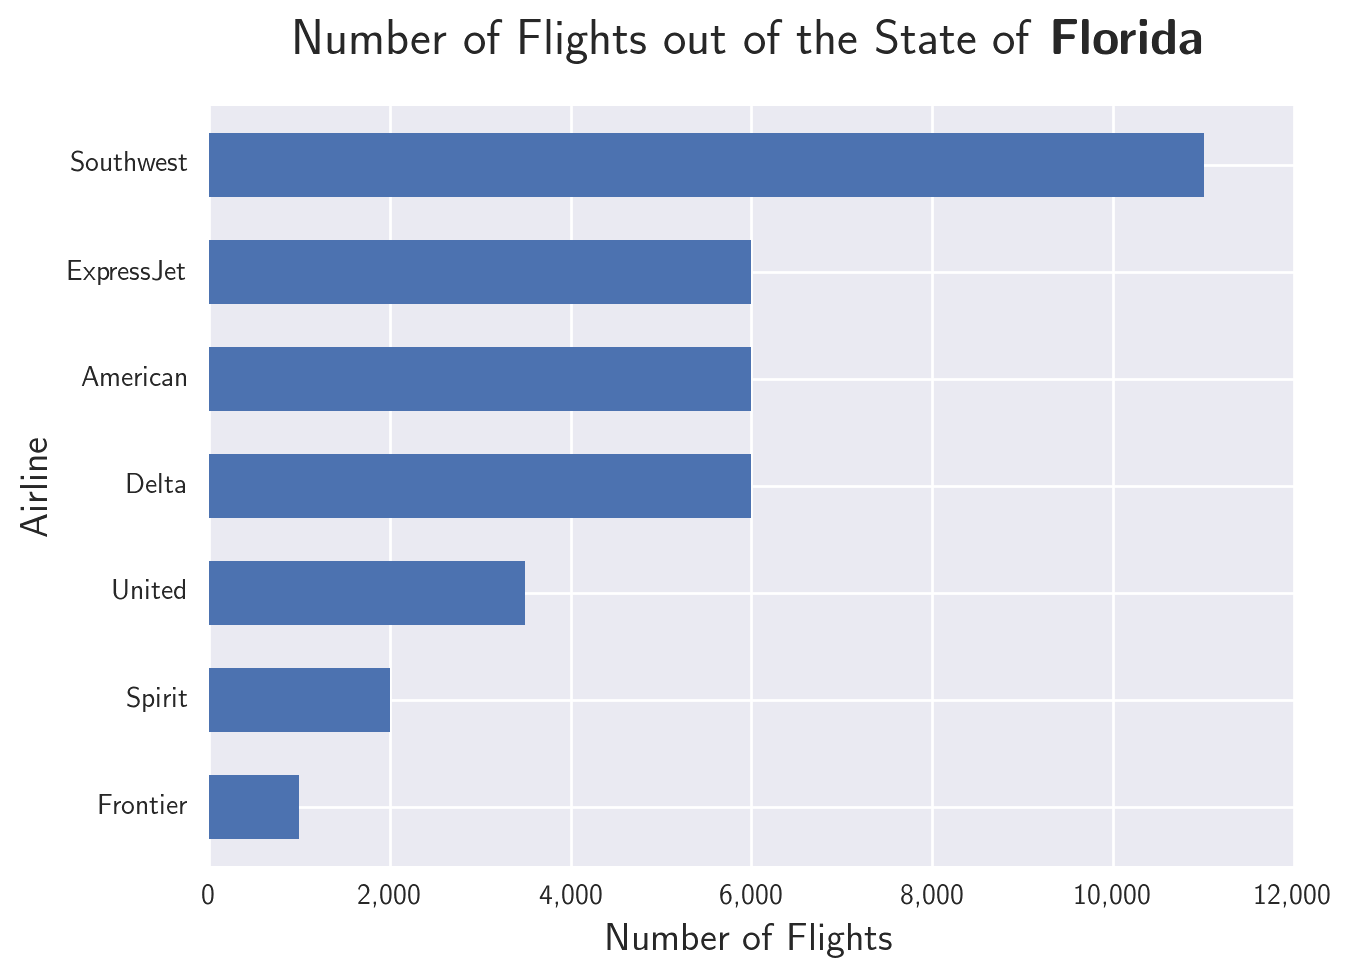 Number of Flights out of the State of Florida
Southwest
ExpressJet
American
Delta
United
Spirit
Frontier
Airline
0 2,000 4,000 6,000 8,000 10,000 12,000
Number of Flights